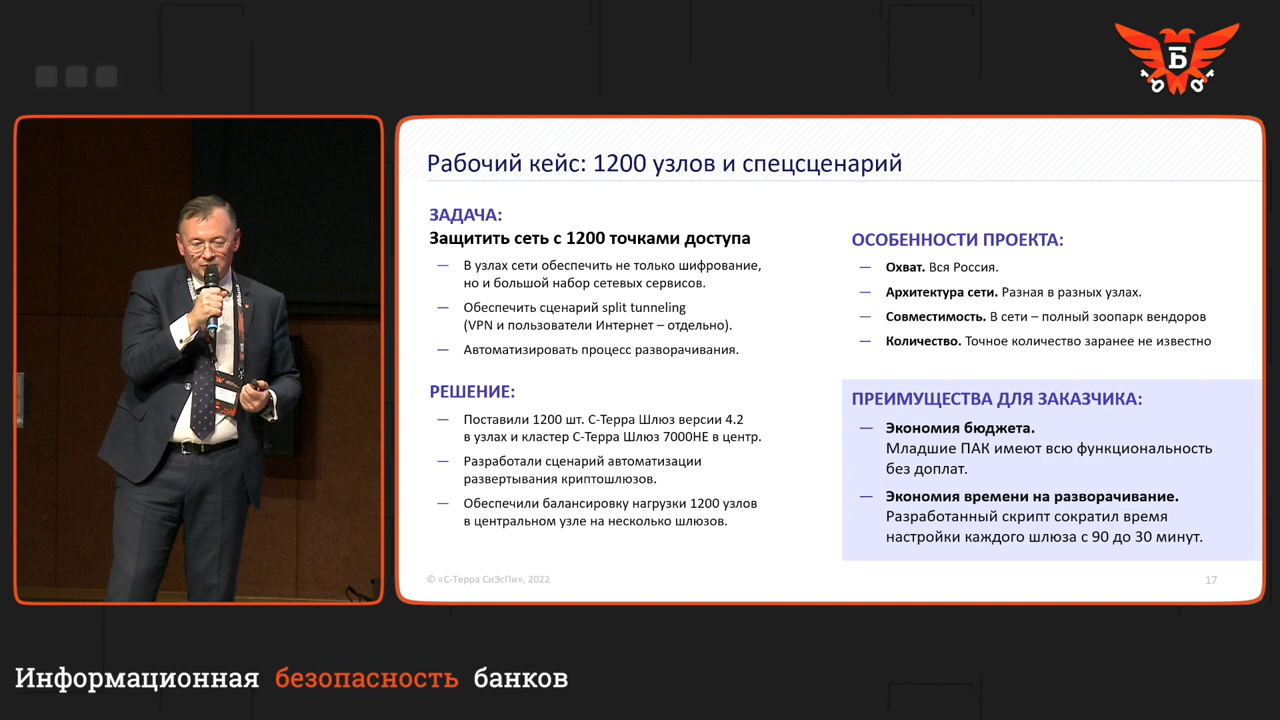 Б
Рабочий кейс: 1200 узлов и спецсценарий
ЗАДАЧА:
Защитить сеть с 1200 точками доступа
— В узлах сети обеспечить не только шифрование,
но и большой набор сетевых сервисов.
— Обеспечить сценарий split tunneling
(VPN и пользователи Интернет – отдельно).
— Автоматизировать процесс разворачивания.
РЕШЕНИЕ:
— Поставили 1200 шт. С-Терра Шлюз версии 4.2
в узлах и кластер С-Терра Шлюз 7000HE в центр.
— Разработали сценарий автоматизации
развертывания криптошлюзов.
— Обеспечили балансировку нагрузки 1200 узлов
в центральном узле на несколько шлюзов.
ОСОБЕННОСТИ ПРОЕКТА:
— Охват. Вся Россия.
— Архитектура сети. Разная в разных узлах.
— Совместимость. В сети – полный зоопарк вендоров
— Количество. Точное количество заранее не известно
ПРЕИМУЩЕСТВА ДЛЯ ЗАКАЗЧИКА:
— Экономия бюджета.
Младшие ПАК имеют всю функциональность
без доплат.
— Экономия времени на разворачивание.
Разработанный скрипт сократил время
настройки каждого шлюза с 90 до 30 минут.
© «С-Терра СиЭсПи», 2022
17
Информационная безопасность банков